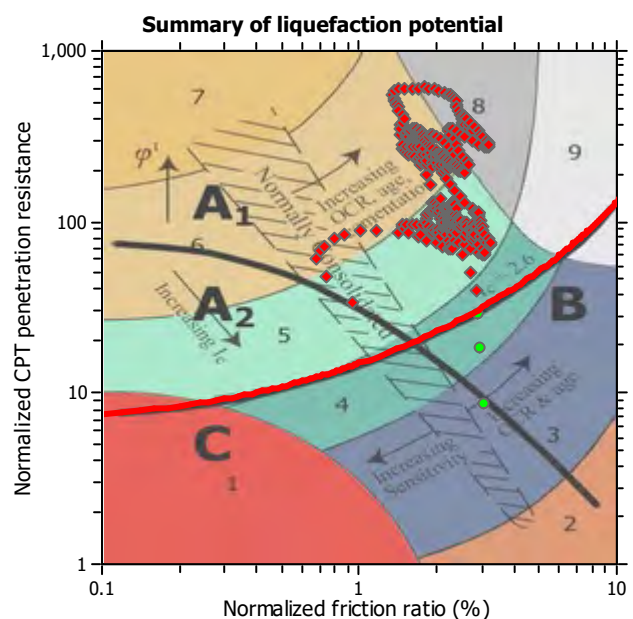 Summary of liquefaction potential
Normalized CPT penetration resistance
1,000
100
10
1
7
8
9
φ'
A1
Normally Consolidated
Increasing
OCR, age,
6
A2
Increasing Ic
5
2.6
B
4
C
1
Increasing
Sensitivity
Increasing
OCR & age
3
2
0.1
1
10
Normalized friction ratio (%)